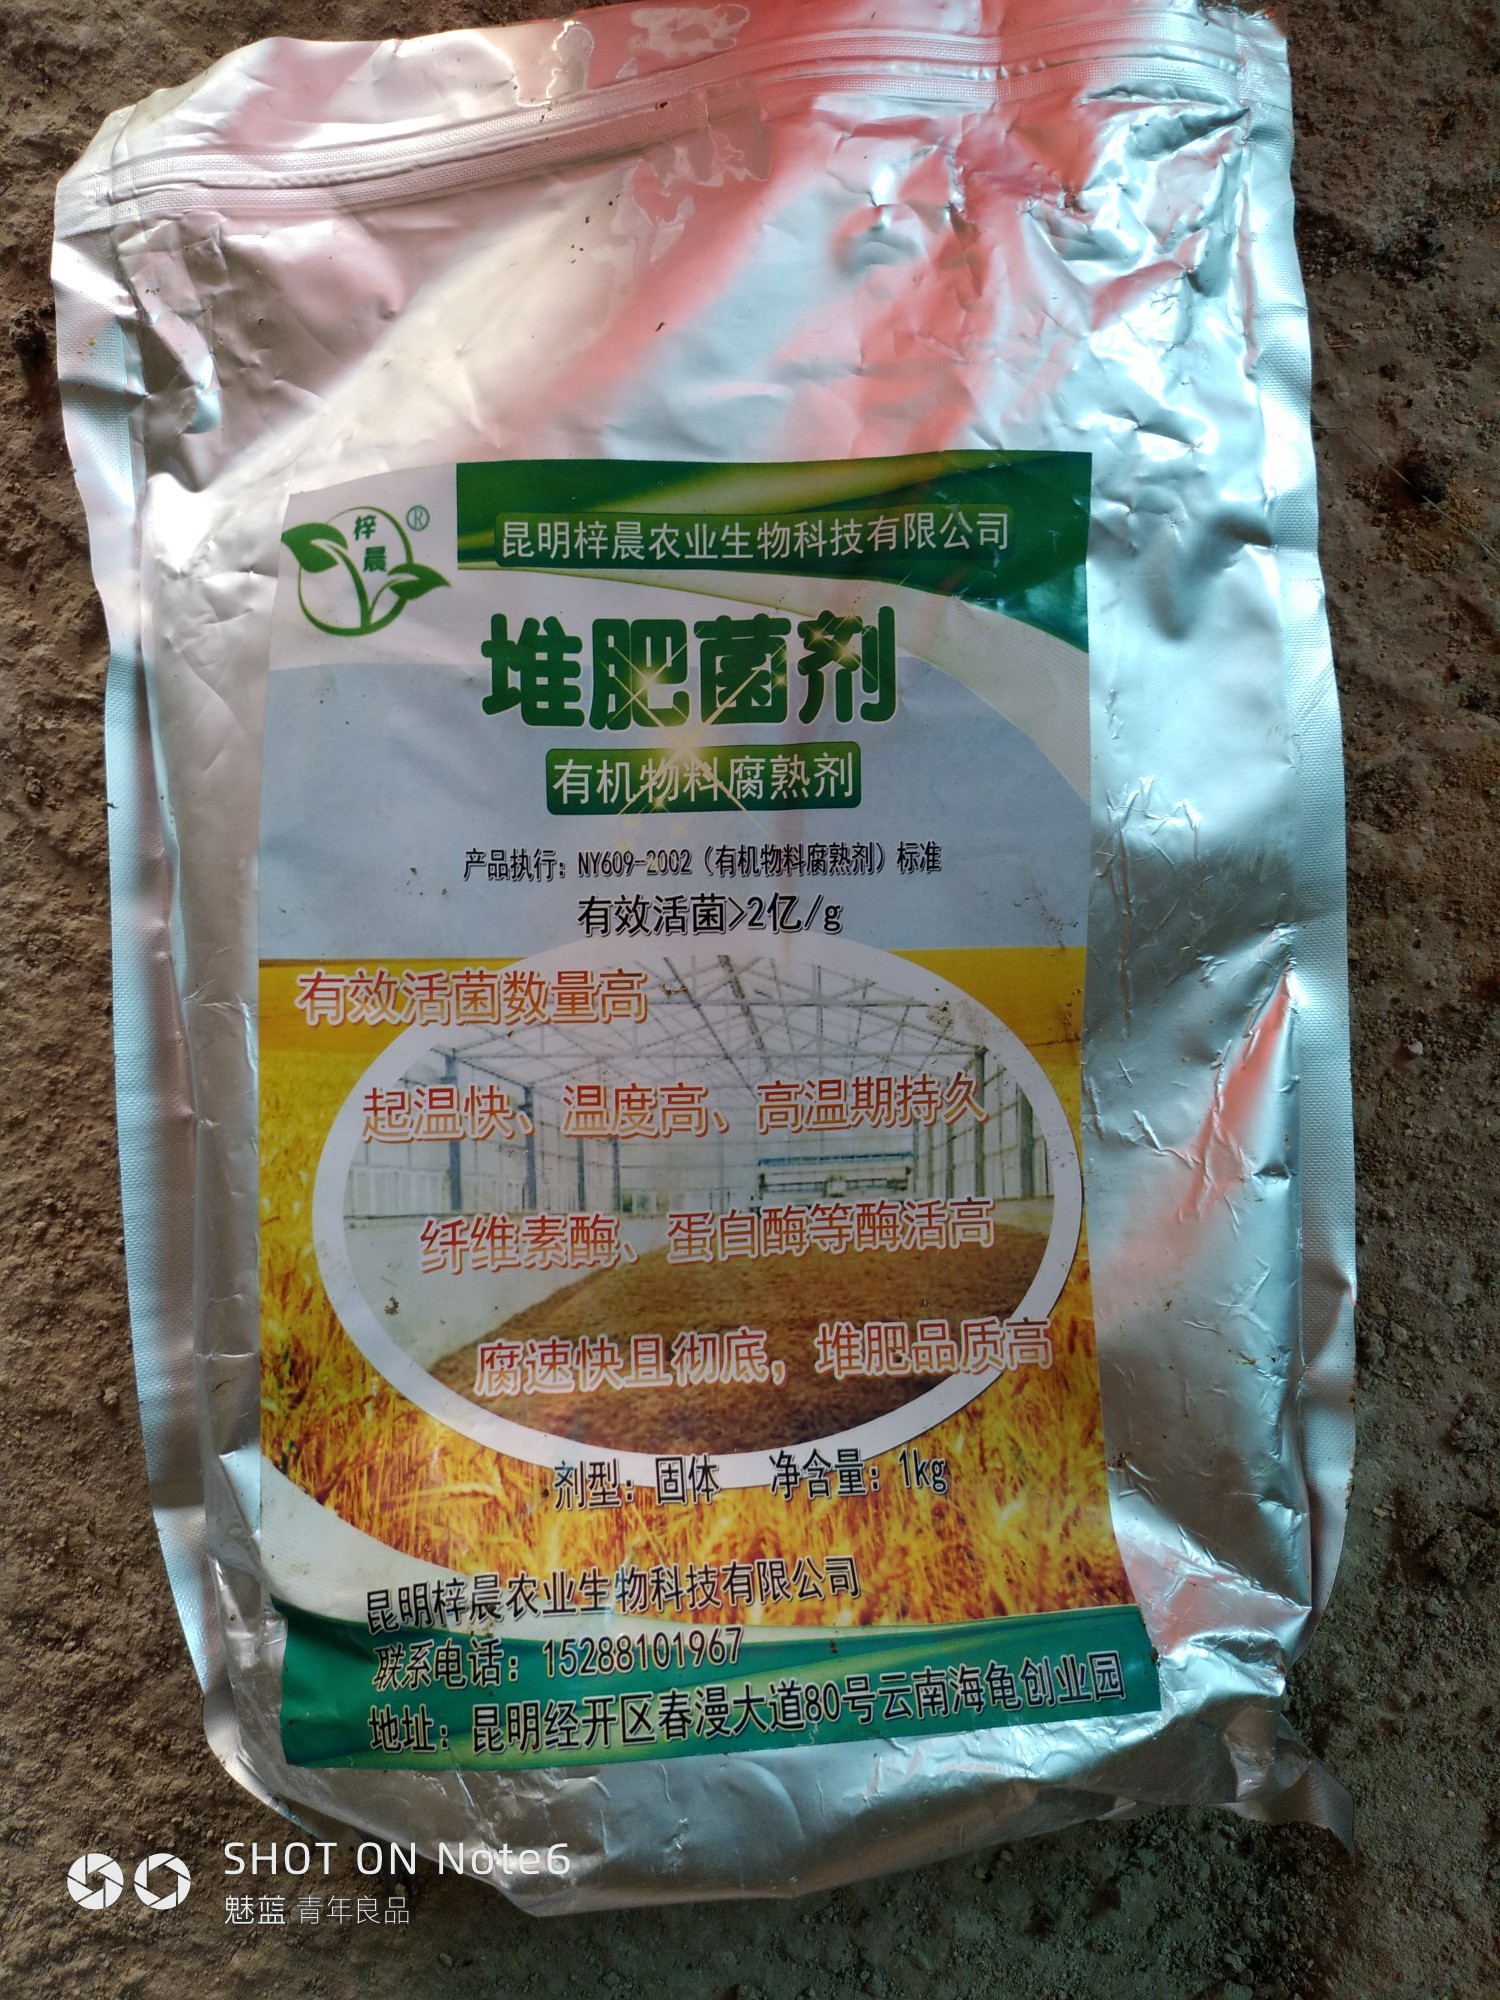 梓晨®
昆明梓晨农业生物科技有限公司
堆肥菌剂
有机物料腐熟剂
产品执行：NY609-2002（有机物料腐熟剂）标准
有效活菌>2亿/g
有效活菌数量高
起温快、温度高、高温期持久
纤维素酶、蛋白酶等酶活高
腐速快且彻底，堆肥品质高
剂型：固体 净含量：1kg
昆明梓晨农业生物科技有限公司
联系电话：15288101967
地址：昆明经开区春漫大道80号云南海龟创业园
SHOT ON Note6
魅蓝 青年良品